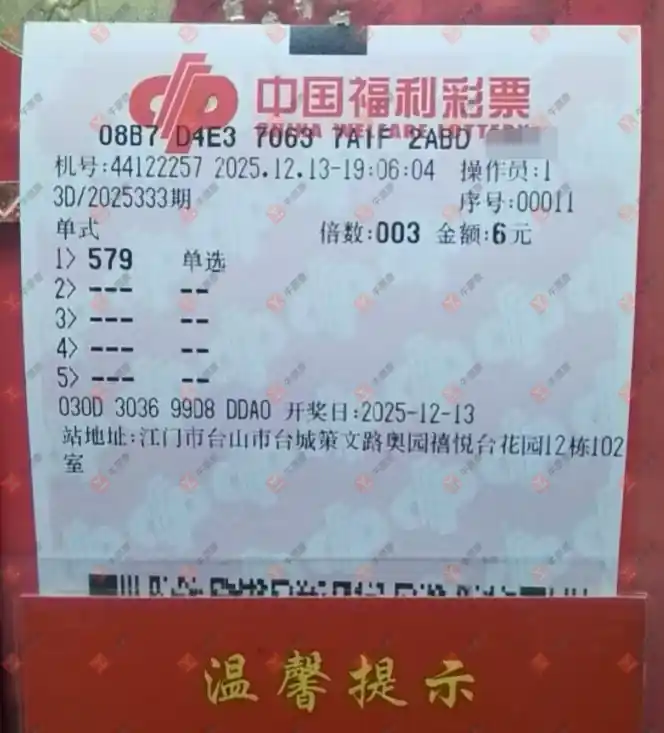 中国福利彩票
CHINA WELFARE LOTTERY
08B7 D4E3 7063 7A1F 2ABD
机号:44122257 2025.12.13-19:06:04 操作员:1
3D/2025333期 序号:00011
单式 倍数:003 金额:6元
1> 579 单选
2> --- --
3> --- --
4> --- --
5> --- --
030D 3036 99D8 DDA0 开奖日:2025-12-13
站地址:江门市台山市台城策文路奥园禧悦台花园12栋102
室
温馨提示